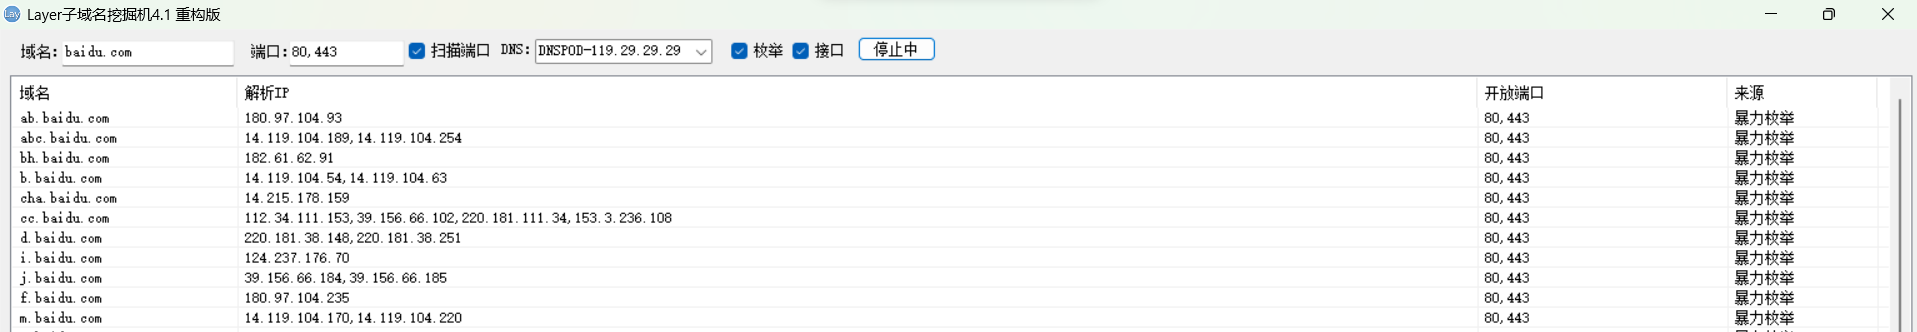 Lay Layer子域名挖掘机4.1 重构版
域名: baidu.com 端口: 80,443 扫描端口 DNS: DNSPOD-119.29.29.29 枚举 接口 停止中
域名 解析IP 开放端口 来源
ab.baidu.com 180.97.104.93 80,443 暴力枚举
abc.baidu.com 14.119.104.189,14.119.104.254 80,443 暴力枚举
bh.baidu.com 182.61.62.91 80,443 暴力枚举
b.baidu.com 14.119.104.54,14.119.104.63 80,443 暴力枚举
cha.baidu.com 14.215.178.159 80,443 暴力枚举
cc.baidu.com 112.34.111.153,39.156.66.102,220.181.111.34,153.3.236.108 80,443 暴力枚举
d.baidu.com 220.181.38.148,220.181.38.251 80,443 暴力枚举
i.baidu.com 124.237.176.70 80,443 暴力枚举
j.baidu.com 39.156.66.184,39.156.66.185 80,443 暴力枚举
f.baidu.com 180.97.104.235 80,443 暴力枚举
m.baidu.com 14.119.104.170,14.119.104.220 80,443 暴力枚举